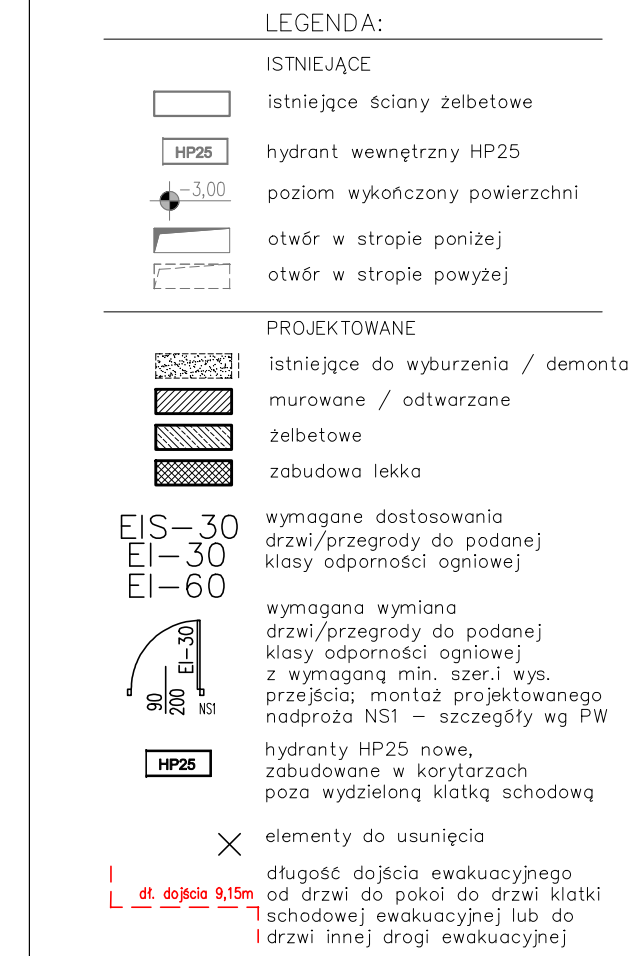 LEGENDA:
ISTNIEJĄCE
istniejące ściany żelbetowe
HP25 hydrant wewnętrzny HP25
-3,00 poziom wykończony powierzchni
otwór w stropie poniżej
otwór w stropie powyżej
PROJEKTOWANE
istniejące do wyburzenia / demonta
murowane / odtwarzane
żelbetowe
zabudowa lekka
EIS-30
EI-30
EI-60
wymagane dostosowania
drzwi/przegrody do podanej
klasy odporności ogniowej
EI-30
90
200
NS1
wymagana wymiana
drzwi/przegrody do podanej
klasy odporności ogniowej
z wymaganą min. szer.i wys.
przejścia; montaż projektowanego
nadproża NS1 - szczegóły wg PW
HP25
hydranty HP25 nowe,
zabudowane w korytarzach
poza wydzieloną klatką schodową
elementy do usunięcia
dł. dojścia 9,15m
długość dojścia ewakuacyjnego
od drzwi do pokoi do drzwi klatki
schodowej ewakuacyjnej lub do
drzwi innej drogi ewakuacyjnej